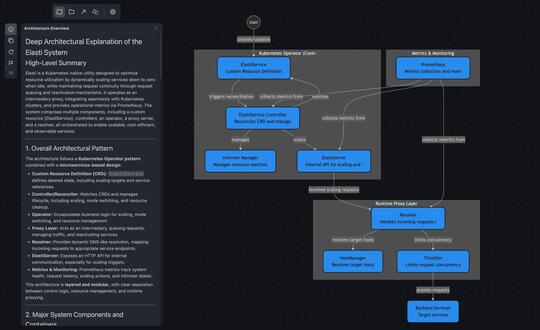 Architecture Overview
Deep Architectural Explanation of the
Elasti System
High-Level Summary
Elasti is a Kubernetes-native utility designed to optimize
resource utilization by dynamically scaling services down to zero
when idle, while maintaining request continuity through request
queueing and reactivation mechanisms. It operates as an
intermediary proxy, integrating seamlessly with Kubernetes
clusters, and provides operational metrics via Prometheus. The
system comprises multiple components, including a custom
resource (ElastiService), controllers, an operator, a proxy server,
and a resolver, all orchestrated to enable scalable, cost-efficient,
and observable services.
1. Overall Architectural Pattern
The architecture follows a Kubernetes Operator pattern
combined with a microservices-based design:
• Custom Resource Definition (CRD): ElastiService
defines desired state, including scaling targets and service
references.
• Controller/Reconciler: Watches CRDs and manages
lifecycle, including scaling, mode switching, and resource
cleanup.
• Operator: Encapsulates business logic for scaling, mode
switching, and resource management.
• Proxy Layer: Acts as an intermediary, queuing requests,
managing traffic, and reactivating services.
• Resolver: Provides dynamic DNS-like resolution, mapping
incoming requests to appropriate service endpoints.
• ElastiServer: Exposes an HTTP API for internal
communication, especially for scaling triggers.
• Metrics & Monitoring: Prometheus metrics track system
health, request latency, scaling actions, and informer states.
This architecture is layered and modular, with clear separation
between control logic, resource management, and runtime
proxying.
2. Major System Components and
Containers
User
creates/updates
Kubernetes Operator (Contr
Metrics & Monitoring
ElastiService
Custom Resource Definition
Prometheus
Metrics collection and moni
triggers reconciliation
collects metrics from
watches
ElastiService Controller
Reconciles CRD and manage
collects metrics from
manages
scales
collects metrics from
Informer Manager
Manages resource watches
ElastiServer
Internal API for scaling and i
receives scaling requests
Runtime Proxy Layer
Resolver
Handles incoming requests i
resolves target hosts
limits concurrency
HostManager
Resolves target hosts
Throttler
Limits request concurrency
proxies requests
Backend Services
Target services